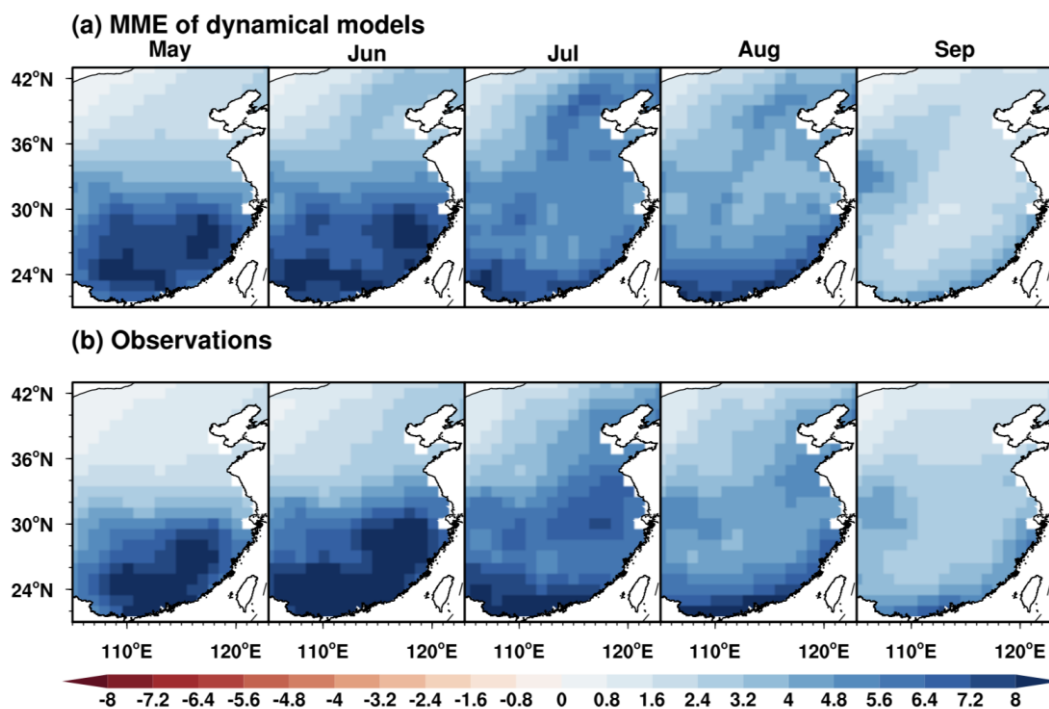 (a) MME of dynamical models
May Jun Jul Aug Sep
42°N
36°N
30°N
24°N
(b) Observations
42°N
36°N
30°N
24°N
110°E 120°E 110°E 120°E 110°E 120°E 110°E 120°E 110°E 120°E
-8 -7.2 -6.4 -5.6 -4.8 -4 -3.2 -2.4 -1.6 -0.8 0 0.8 1.6 2.4 3.2 4 4.8 5.6 6.4 7.2 8